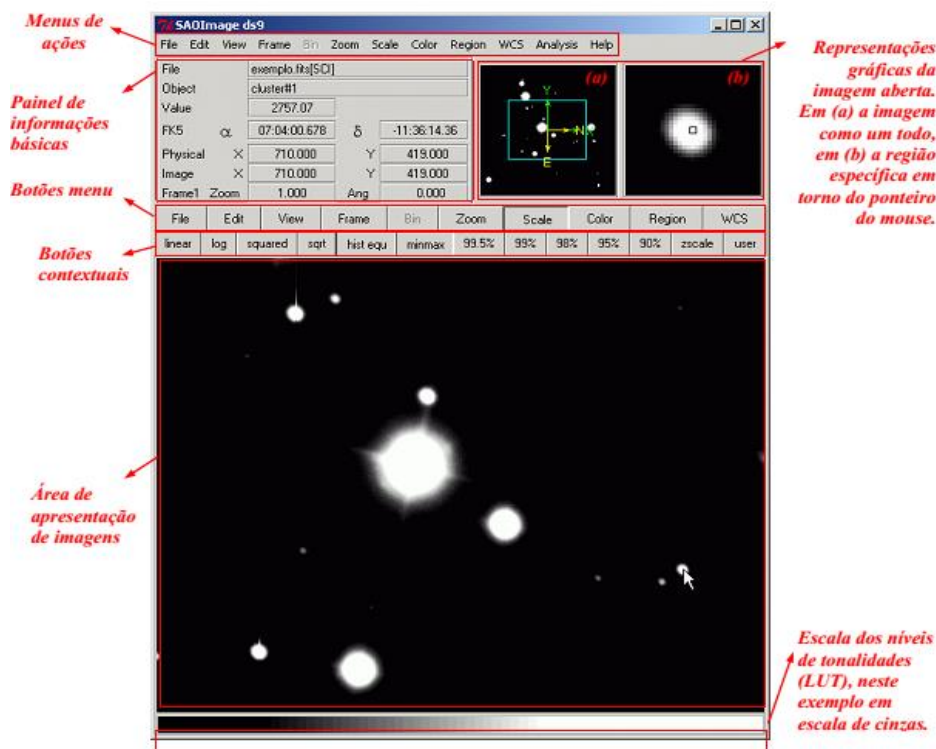 Menus de
ações
SAOImage ds9
File Edit View Frame Bin Zoom Scale Color Region WCS Analysis Help
Painel de
informações
básicas
File exemplo.fits[SCI]
Object cluster#1
Value 2757.07
FK5 α 07:04:00.678 δ -11:36:14.36
Physical X 710.000 Y 419.000
Image X 710.000 Y 419.000
Frame1 Zoom 1.000 Ang 0.000
(a)
Y
N
E
(b)
Representações
gráficas da
imagem aberta.
Em (a) a imagem
como um todo,
em (b) a região
específica em
torno do ponteiro
do mouse.
Botões menu
File Edit View Frame Bin Zoom Scale Color Region WCS
Botões
contextuais
linear log squared sqrt hist equ minmax 99.5% 99% 98% 95% 90% zscale user
Área de
apresentação
de imagens
Escala dos níveis
de tonalidades
(LUT), neste
exemplo em
escala de cinzas.